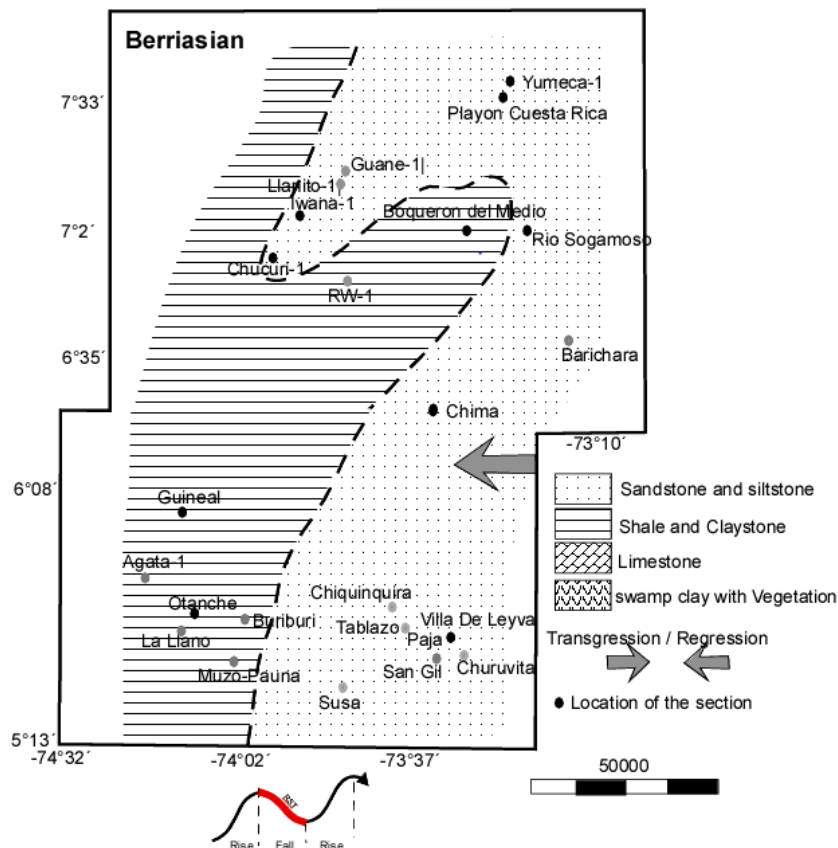 Berriasian
7°33´
Yumeca-1
Playon Cuesta Rica
Guane-1|
Llanito-1|
Iwana-1
7°2´
Boqueron del Medio
Rio Sogamoso
Chucuri-1
RW-1
6°35´
Barichara
Chima
-73°10´
6°08´
Guineal
Sandstone and siltstone
Shale and Claystone
Limestone
swamp clay with Vegetation
Agata-1
Otanche
Buriburi
La Llano
Muzo-Pauna
Chiquinquira
Tablazo
Villa De Leyva
Paja
San Gil
Churuvita
Susa
Transgression / Regression
Location of the section
5°13´
-74°32´
-74°02´
-73°37´
50000
RST
Rise
Fall
Rise